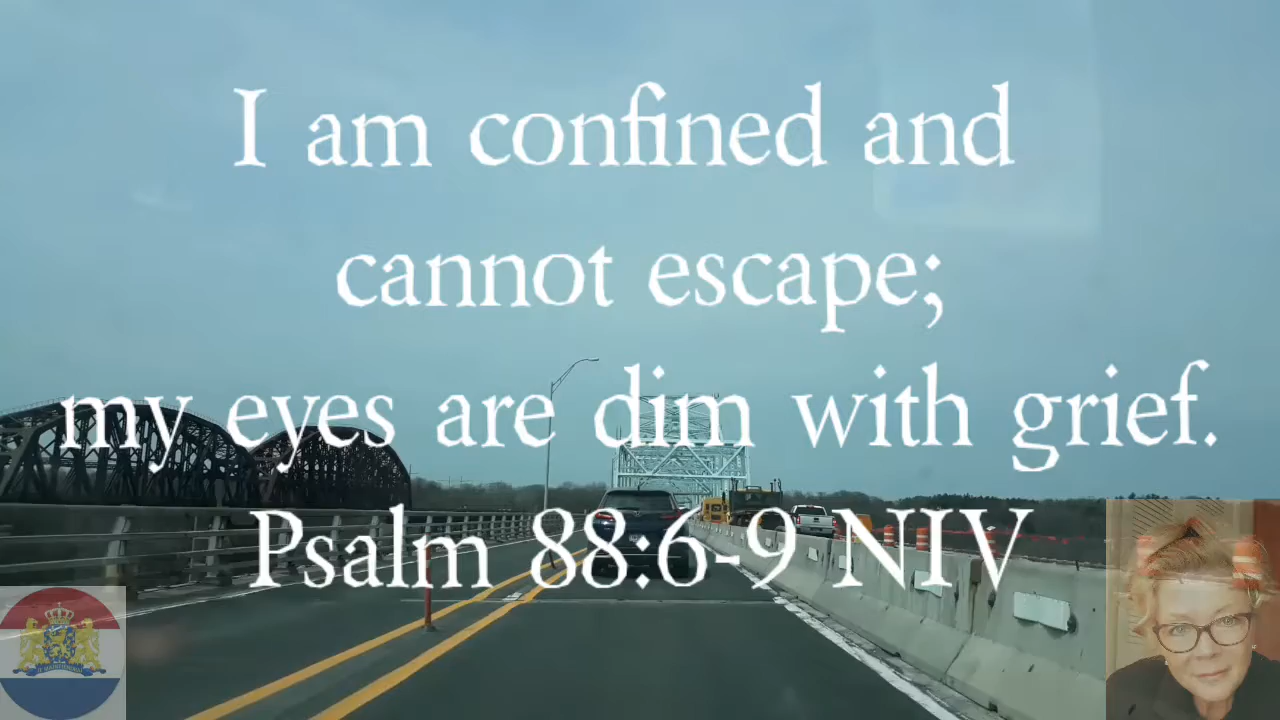 I am confined and
cannot escape;
my eyes are dim with grief.
Psalm 88:6-9 NIV